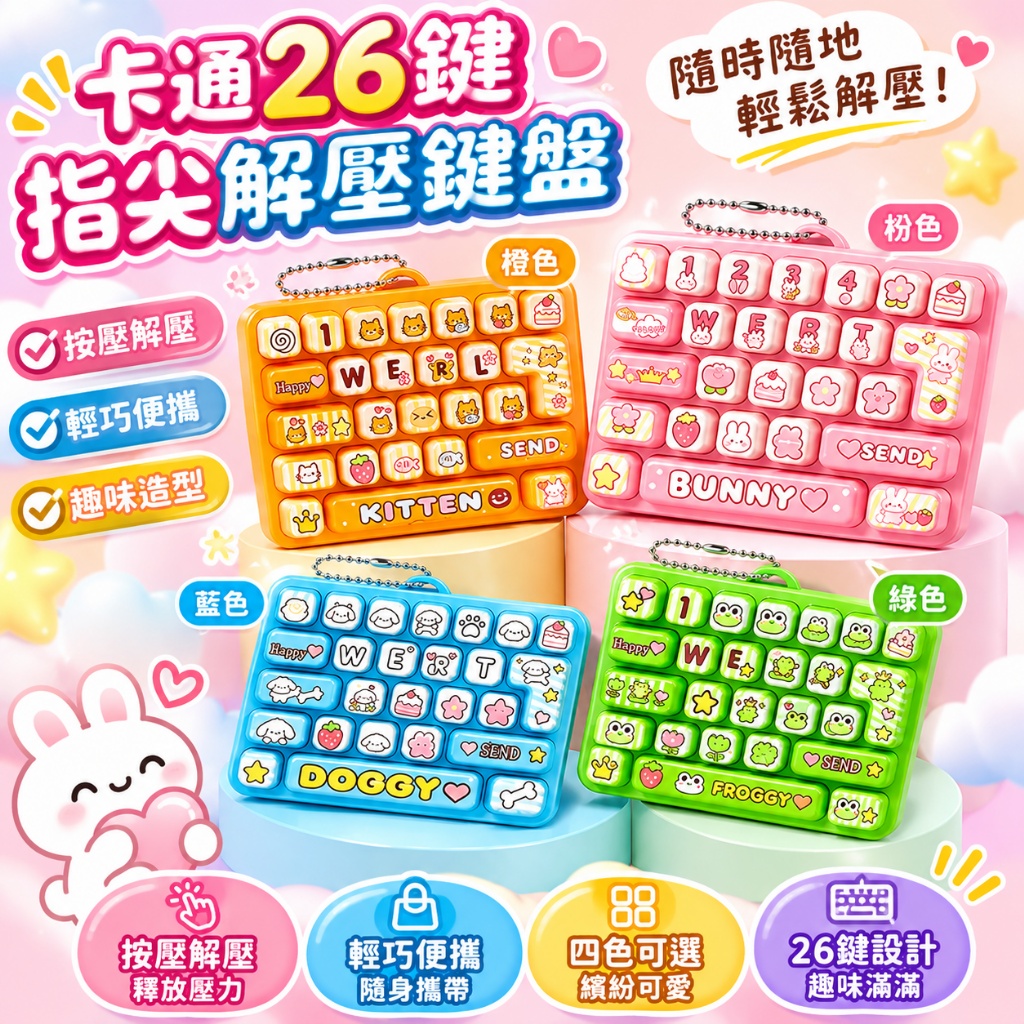 卡通26鍵
指尖解壓鍵盤
隨時隨地
輕鬆解壓!
按壓解壓
輕巧便攜
趣味造型
橙色
1
Happy
W E R L
SEND
KITTEN
粉色
1 2 3 4
W E R T
SEND
BUNNY
藍色
Happy
W E R T
SEND
DOGGY
綠色
1
Happy
W E
SEND
FROGGY
按壓解壓
釋放壓力
輕巧便攜
隨身攜帶
四色可選
繽紛可愛
26鍵設計
趣味滿滿